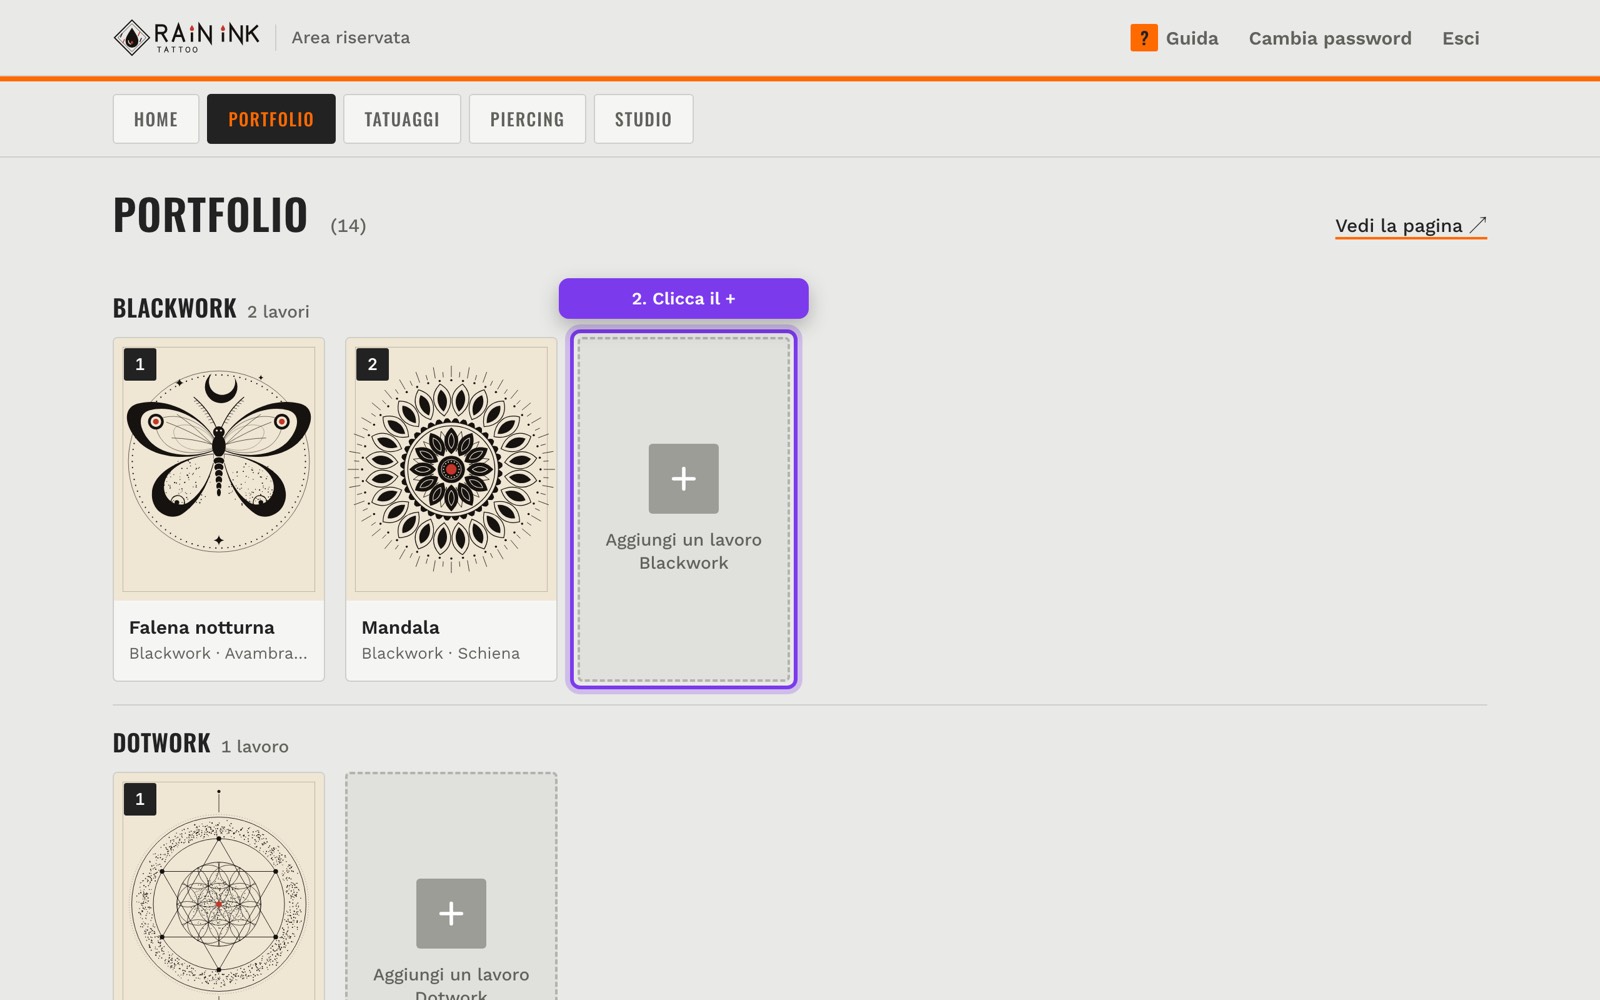 RAIN INK
TATTOO
Area riservata
? Guida
Cambia password
Esci
HOME
PORTFOLIO
TATUAGGI
PIERCING
STUDIO
PORTFOLIO (14)
Vedi la pagina ↗
BLACKWORK 2 lavori
2. Clicca il +
1
Falena notturna
Blackwork · Avambra...
2
Mandala
Blackwork · Schiena
+
Aggiungi un lavoro
Blackwork
DOTWORK 1 lavoro
1
+
Aggiungi un lavoro
Dotwork